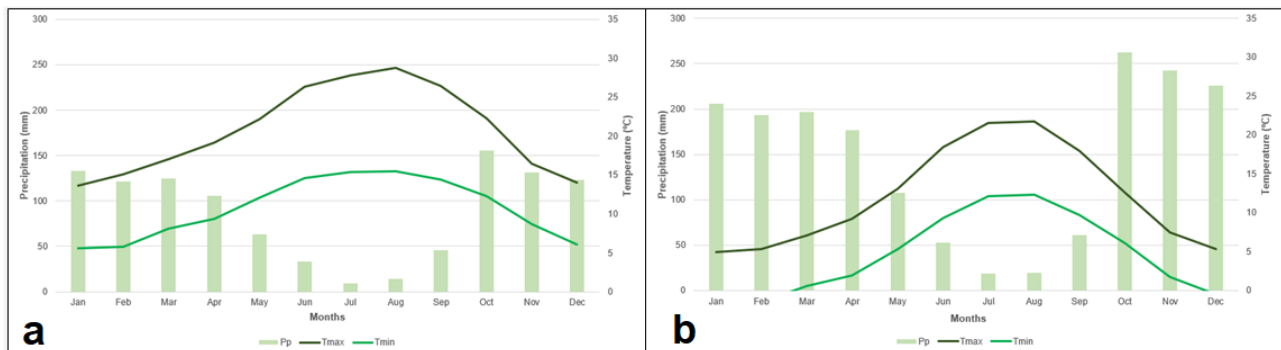 300
250
200
150
100
50
0
Precipitation (mm)
35
30
25
20
15
10
5
0
Temperature (ºC)
Jan Feb Mar Apr May Jun Jul Aug Sep Oct Nov Dec
Months
Pp Tmax Tmin
a
300
250
200
150
100
50
0
Precipitation (mm)
35
30
25
20
15
10
5
0
Temperature (ºC)
Jan Feb Mar Apr May Jun Jul Aug Sep Oct Nov Dec
Months
Pp Tmax Tmin
b